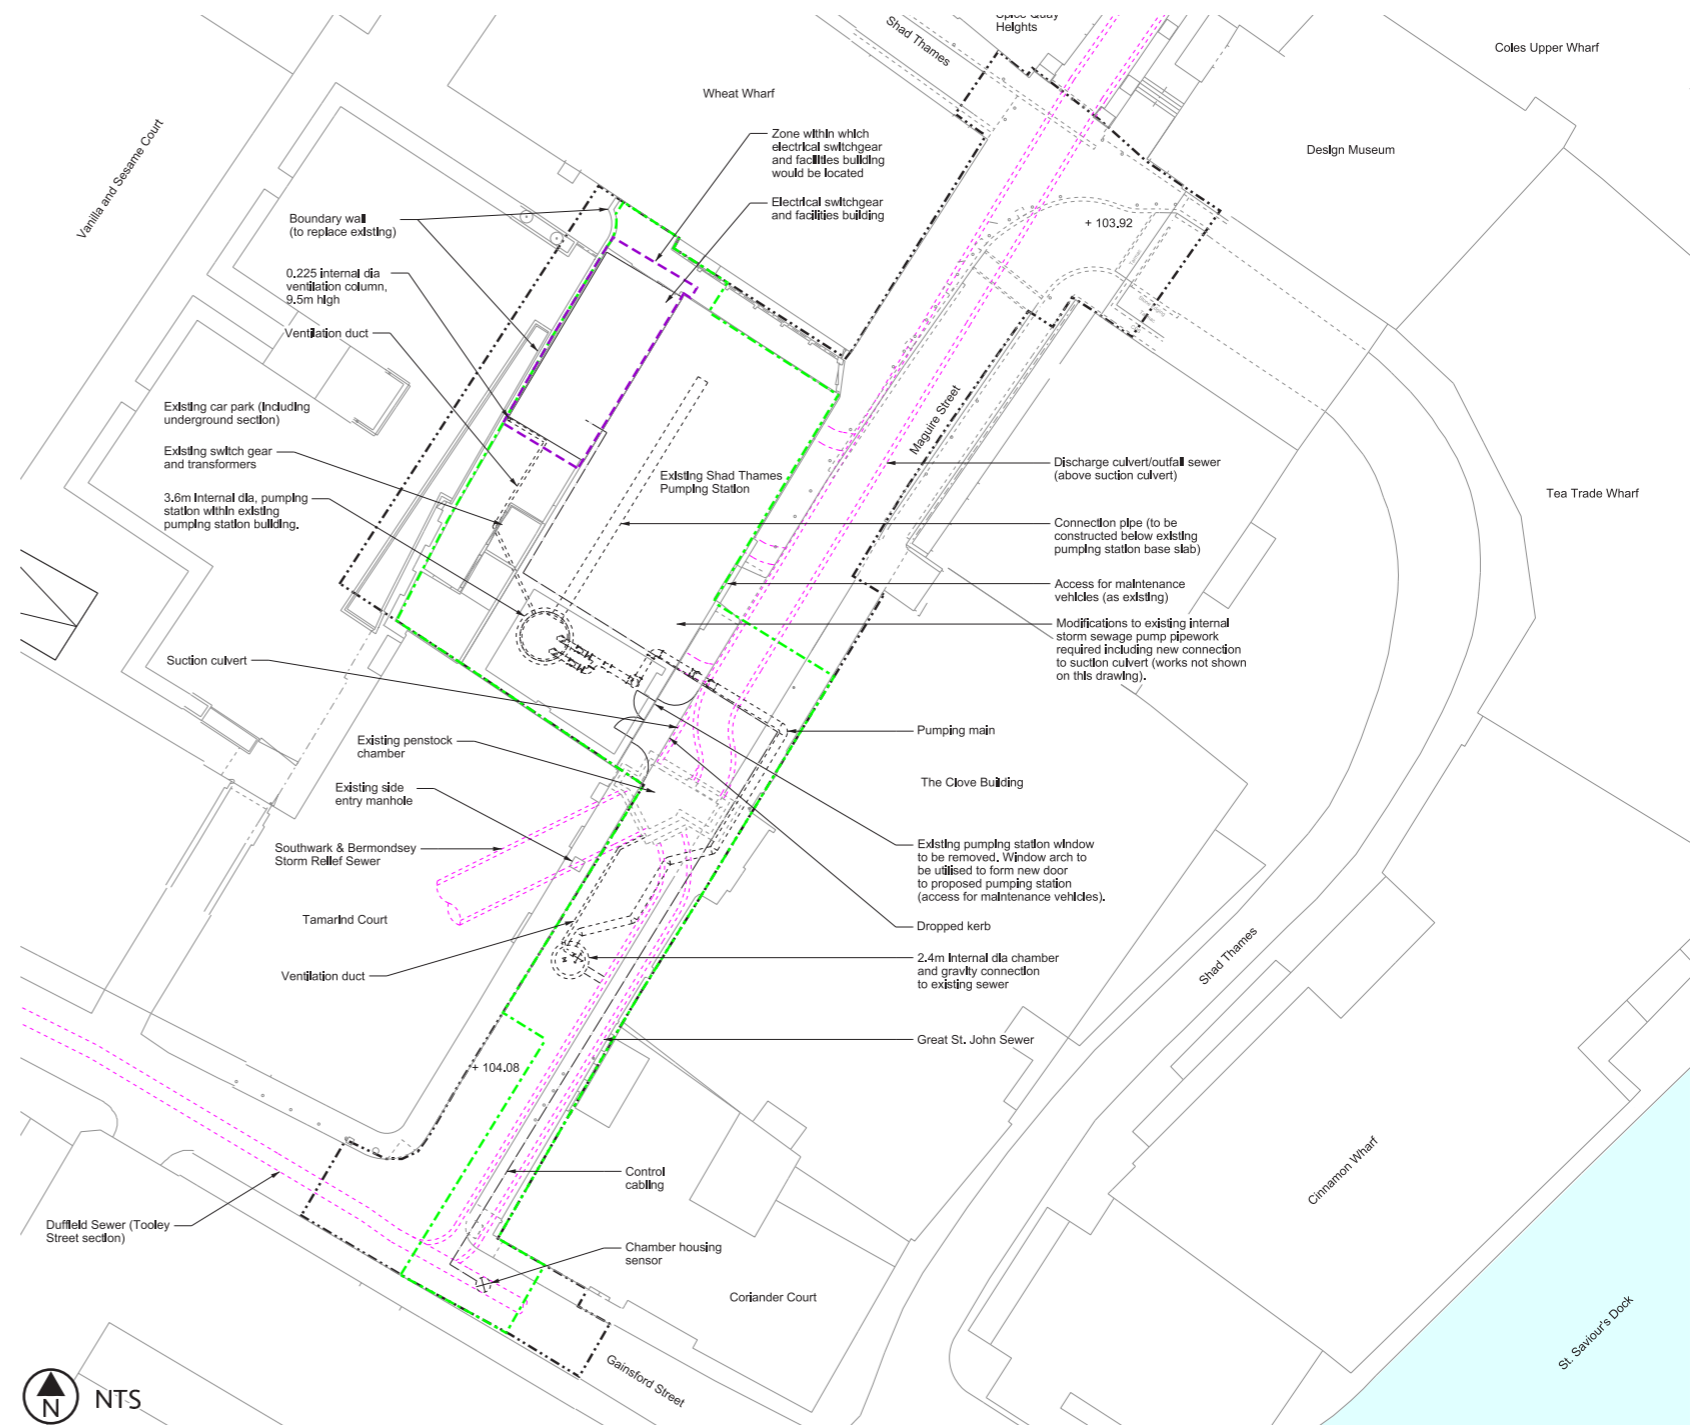 Spice Quay
Heights
Shad Thames
Coles Upper Wharf
Wheat Wharf
Design Museum
Vanilla and Sesame Court
Zone within which
electrical switchgear
and facilities building
would be located
Electrical switchgear
and facilities building
+ 103.92
Boundary wall
(to replace existing)
0.225 internal dia
ventilation column,
9.5m high
Ventilation duct
Existing car park (including
underground section)
Existing switch gear
and transformers
3.6m internal dia, pumping
station within existing
pumping station building.
Existing Shad Thames
Pumping Station
Maguire Street
Discharge culvert/outfall sewer
(above suction culvert)
Tea Trade Wharf
Connection pipe (to be
constructed below existing
pumping station base slab)
Access for maintenance
vehicles (as existing)
Modifications to existing internal
storm sewage pump pipework
required including new connection
to suction culvert (works not shown
on this drawing).
Suction culvert
Existing penstock
chamber
Existing side
entry manhole
Southwark & Bermondsey
Storm Relief Sewer
Tamarind Court
Ventilation duct
Pumping main
The Clove Building
Existing pumping station window
to be removed. Window arch to
be utilised to form new door
to proposed pumping station
(access for maintenance vehicles).
Dropped kerb
2.4m internal dia chamber
and gravity connection
to existing sewer
Shad Thames
Great St. John Sewer
+ 104.08
Control
cabling
Cinnamon Wharf
Duffield Sewer (Tooley
Street section)
Chamber housing
sensor
Coriander Court
St. Saviour's Dock
Gainsford Street
N
NTS